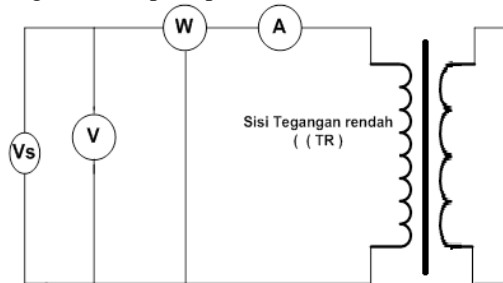 W
A
Sisi Tegangan rendah
( ( TR )
V
Vs